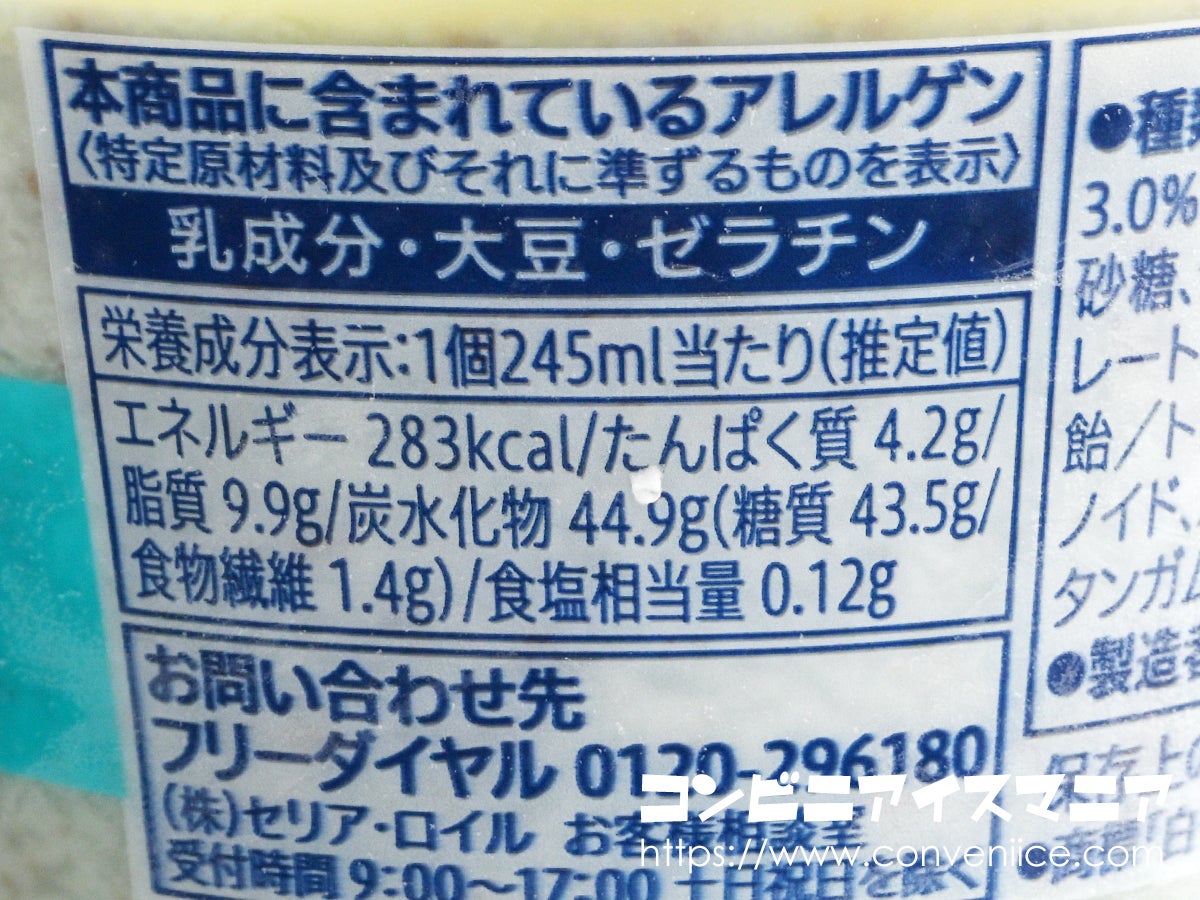 本商品に含まれているアレルゲン
〈特定原材料及びそれに準ずるものを表示〉
乳成分・大豆・ゼラチン
栄養成分表示:1個245ml当たり(推定値)
エネルギー 283kcal/たんぱく質 4.2g/
脂質 9.9g/炭水化物 44.9g(糖質 43.5g/
食物繊維 1.4g)/食塩相当量 0.12g
お問い合わせ先
フリーダイヤル 0120-296180
(株)セリア・ロイル お客様相談室
受付時間 9:00〜17:00 土日祝日を除く
●種
3.0%
砂糖、
レート
飴/ト
ノイド、
タンガム
●製造
保存上の
●商標「白
コンビニアイスマニア
https://www.conveniice.com